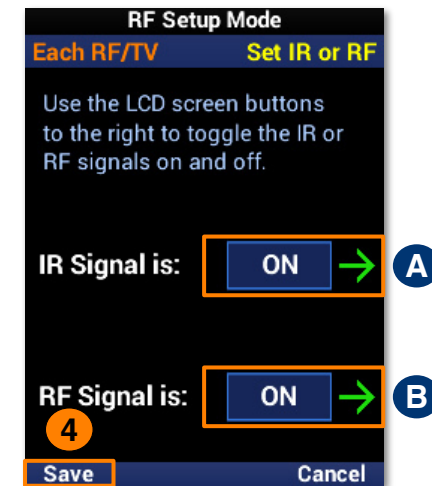 RF Setup Mode
Each RF/TV Set IR or RF
Use the LCD screen buttons
to the right to toggle the IR or
RF signals on and off.
IR Signal is: ON A
RF Signal is: ON B
4
Save Cancel